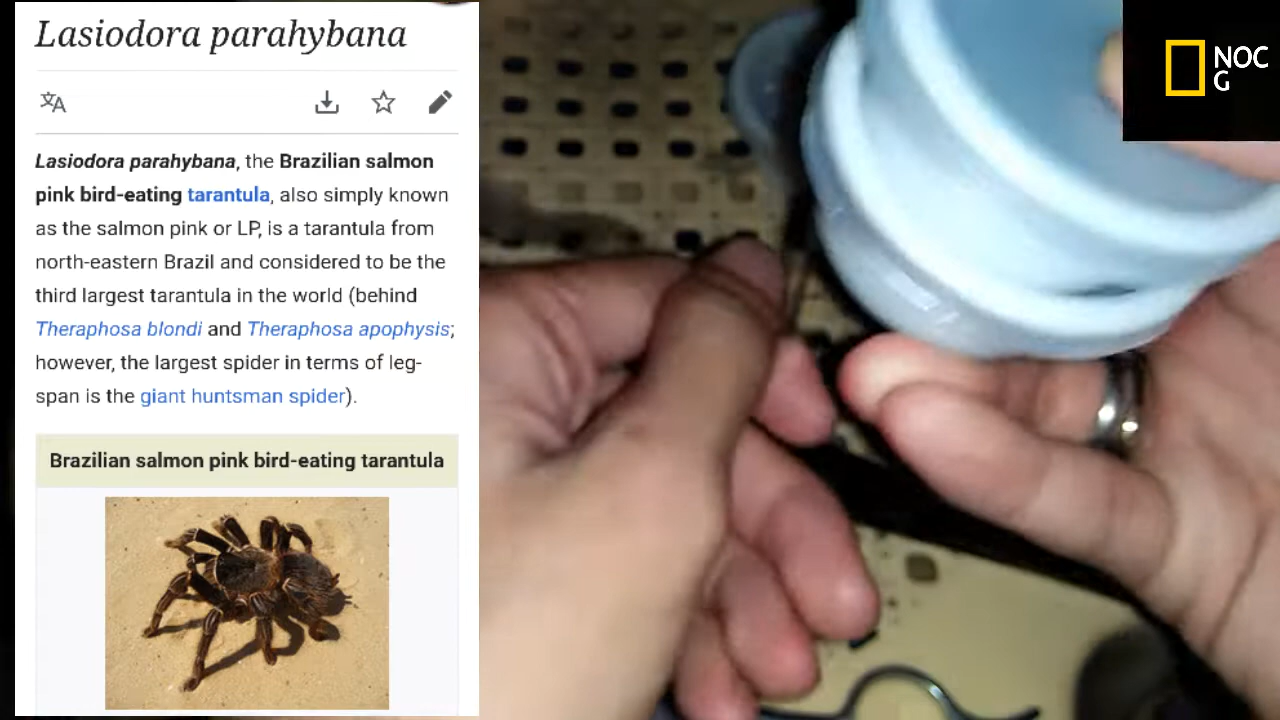 Lasiodora parahybana
Lasiodora parahybana, the Brazilian salmon
pink bird-eating tarantula, also simply known
as the salmon pink or LP, is a tarantula from
north-eastern Brazil and considered to be the
third largest tarantula in the world (behind
Theraphosa blondi and Theraphosa apophysis;
however, the largest spider in terms of leg-
span is the giant huntsman spider).
Brazilian salmon pink bird-eating tarantula
NOC
G